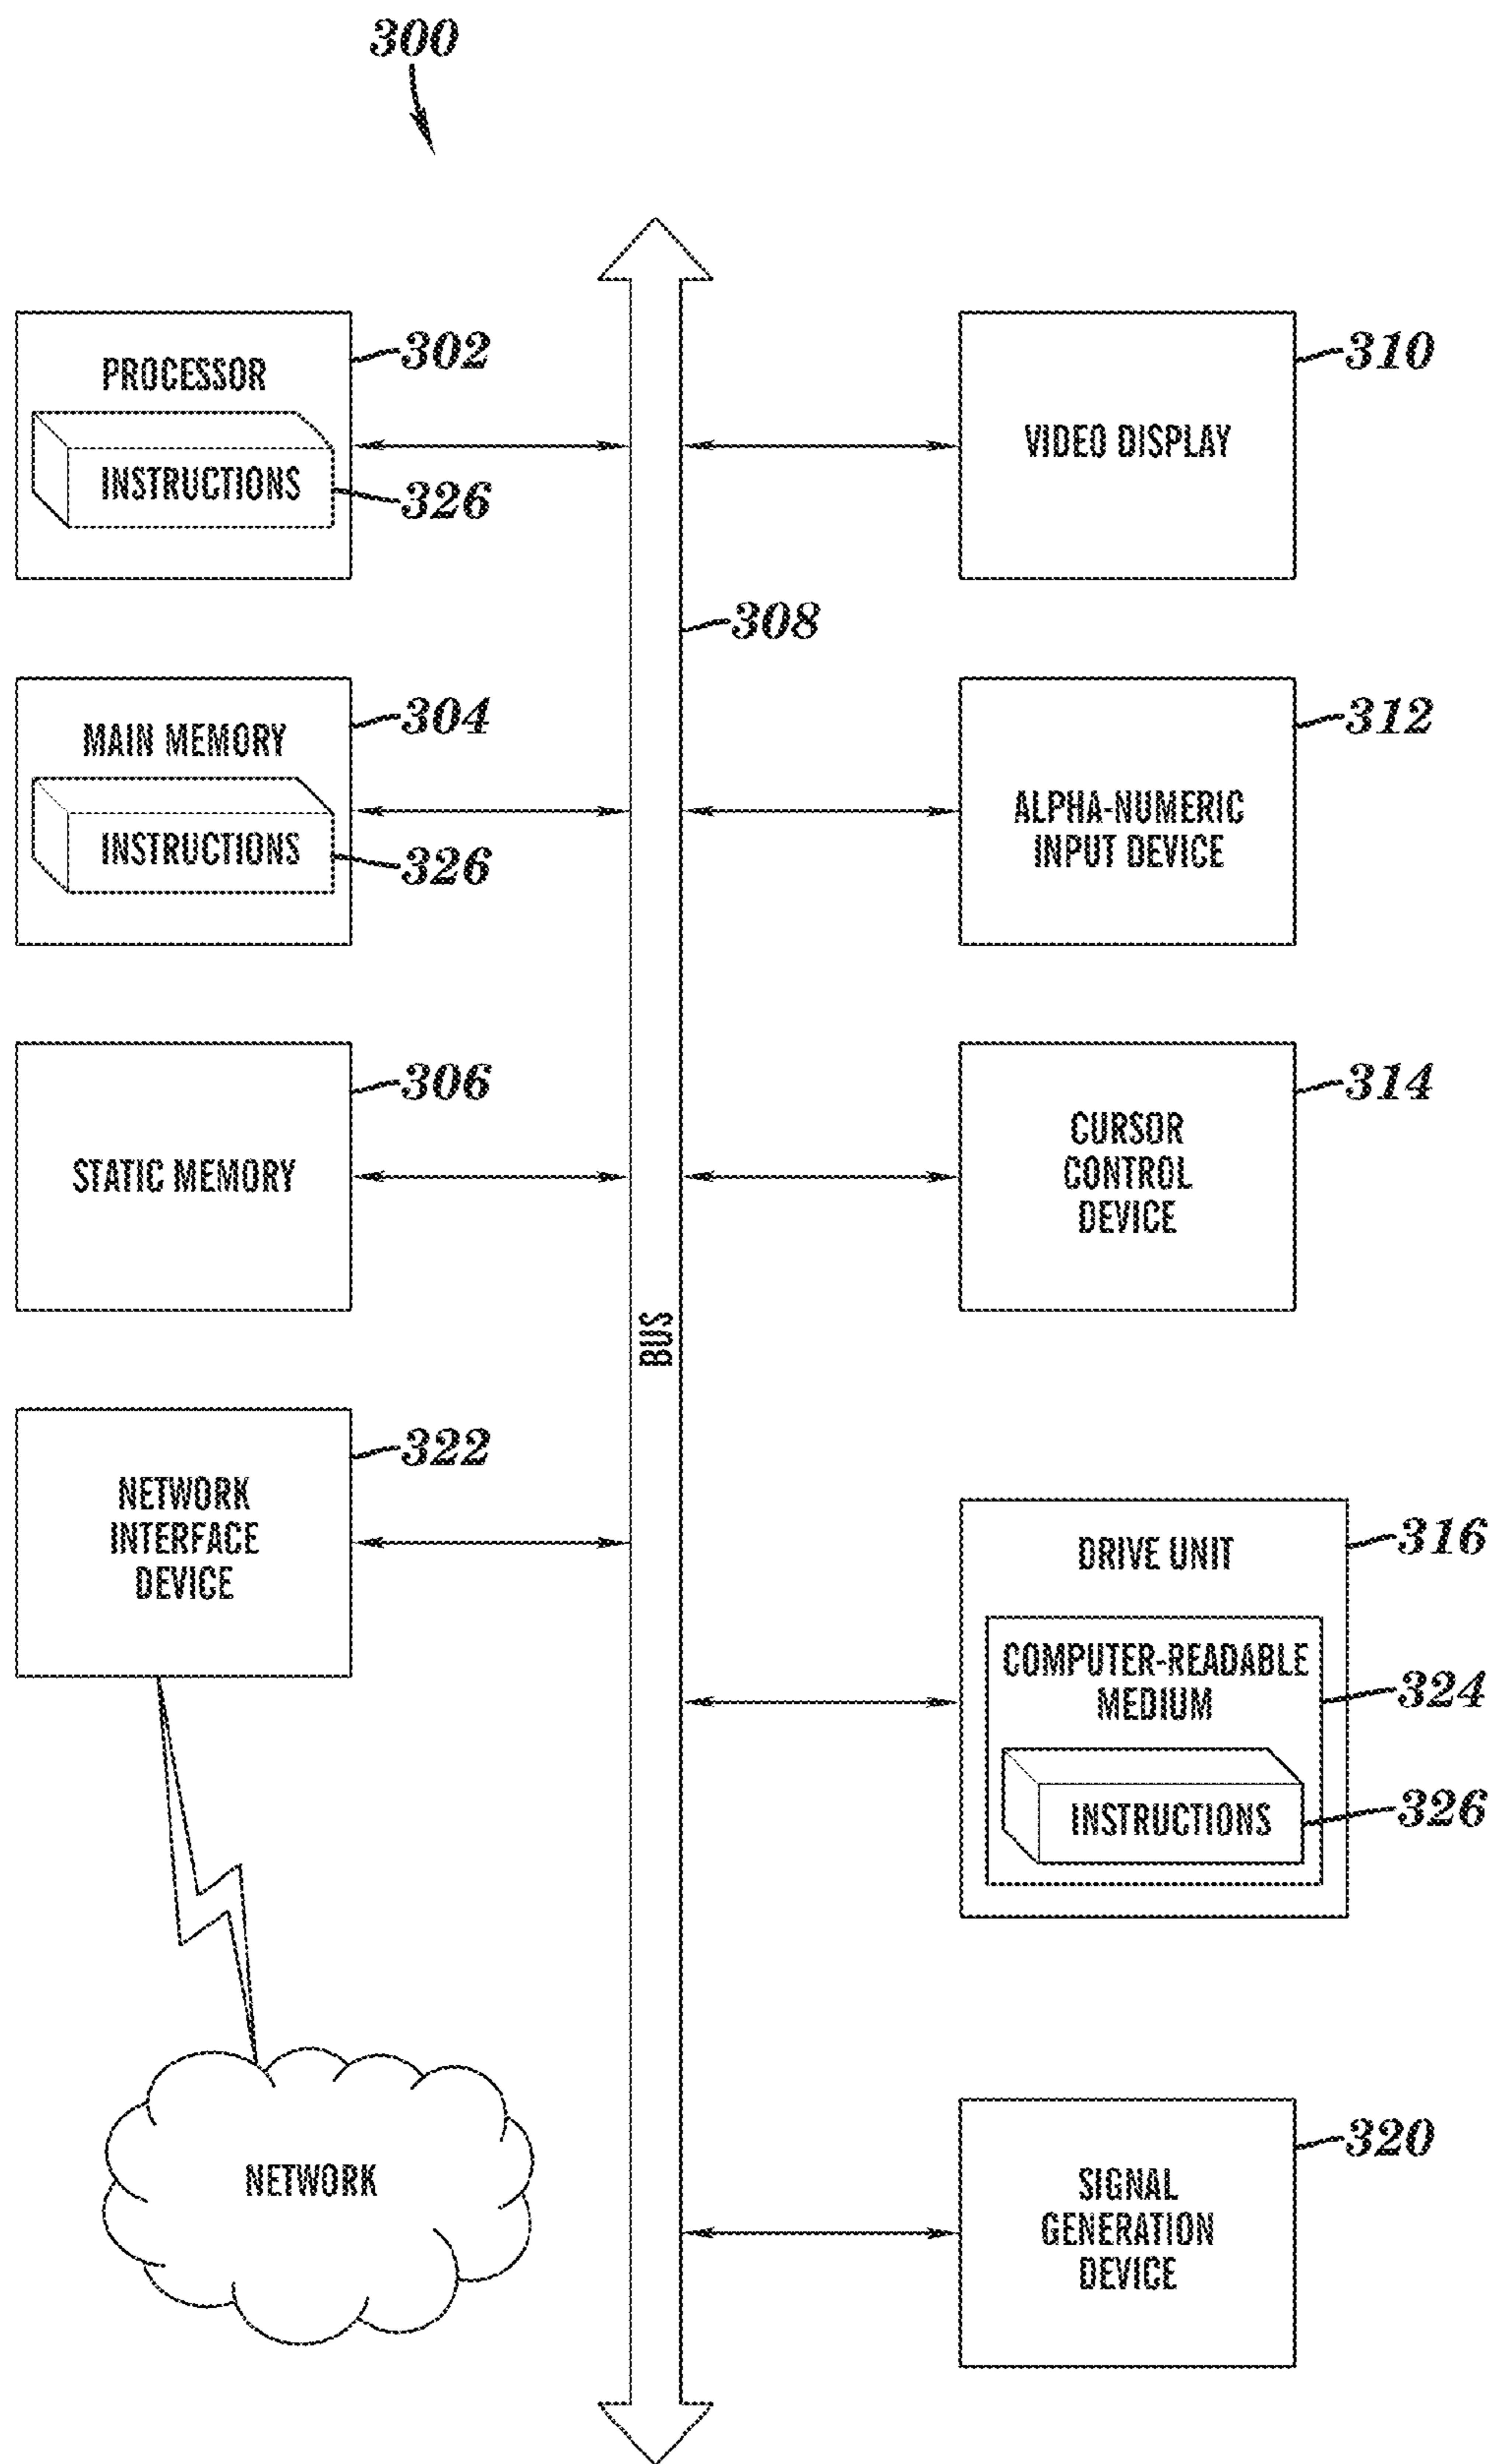 300
PROCESSOR
302
INSTRUCTIONS
326
MAIN MEMORY
304
INSTRUCTIONS
326
STATIC MEMORY
306
NETWORK
INTERFACE
DEVICE
322
NETWORK
308
BUS
VIDEO DISPLAY
310
ALPHA-NUMERIC
INPUT DEVICE
312
CURSOR
CONTROL
DEVICE
314
DRIVE UNIT
316
COMPUTER-READABLE
MEDIUM
324
INSTRUCTIONS
326
SIGNAL
GENERATION
DEVICE
320